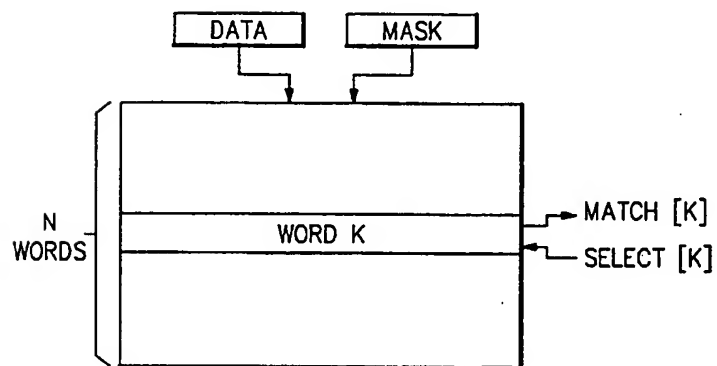 DATA
MASK
N
WORDS
WORD K
MATCH [K]
SELECT [K]